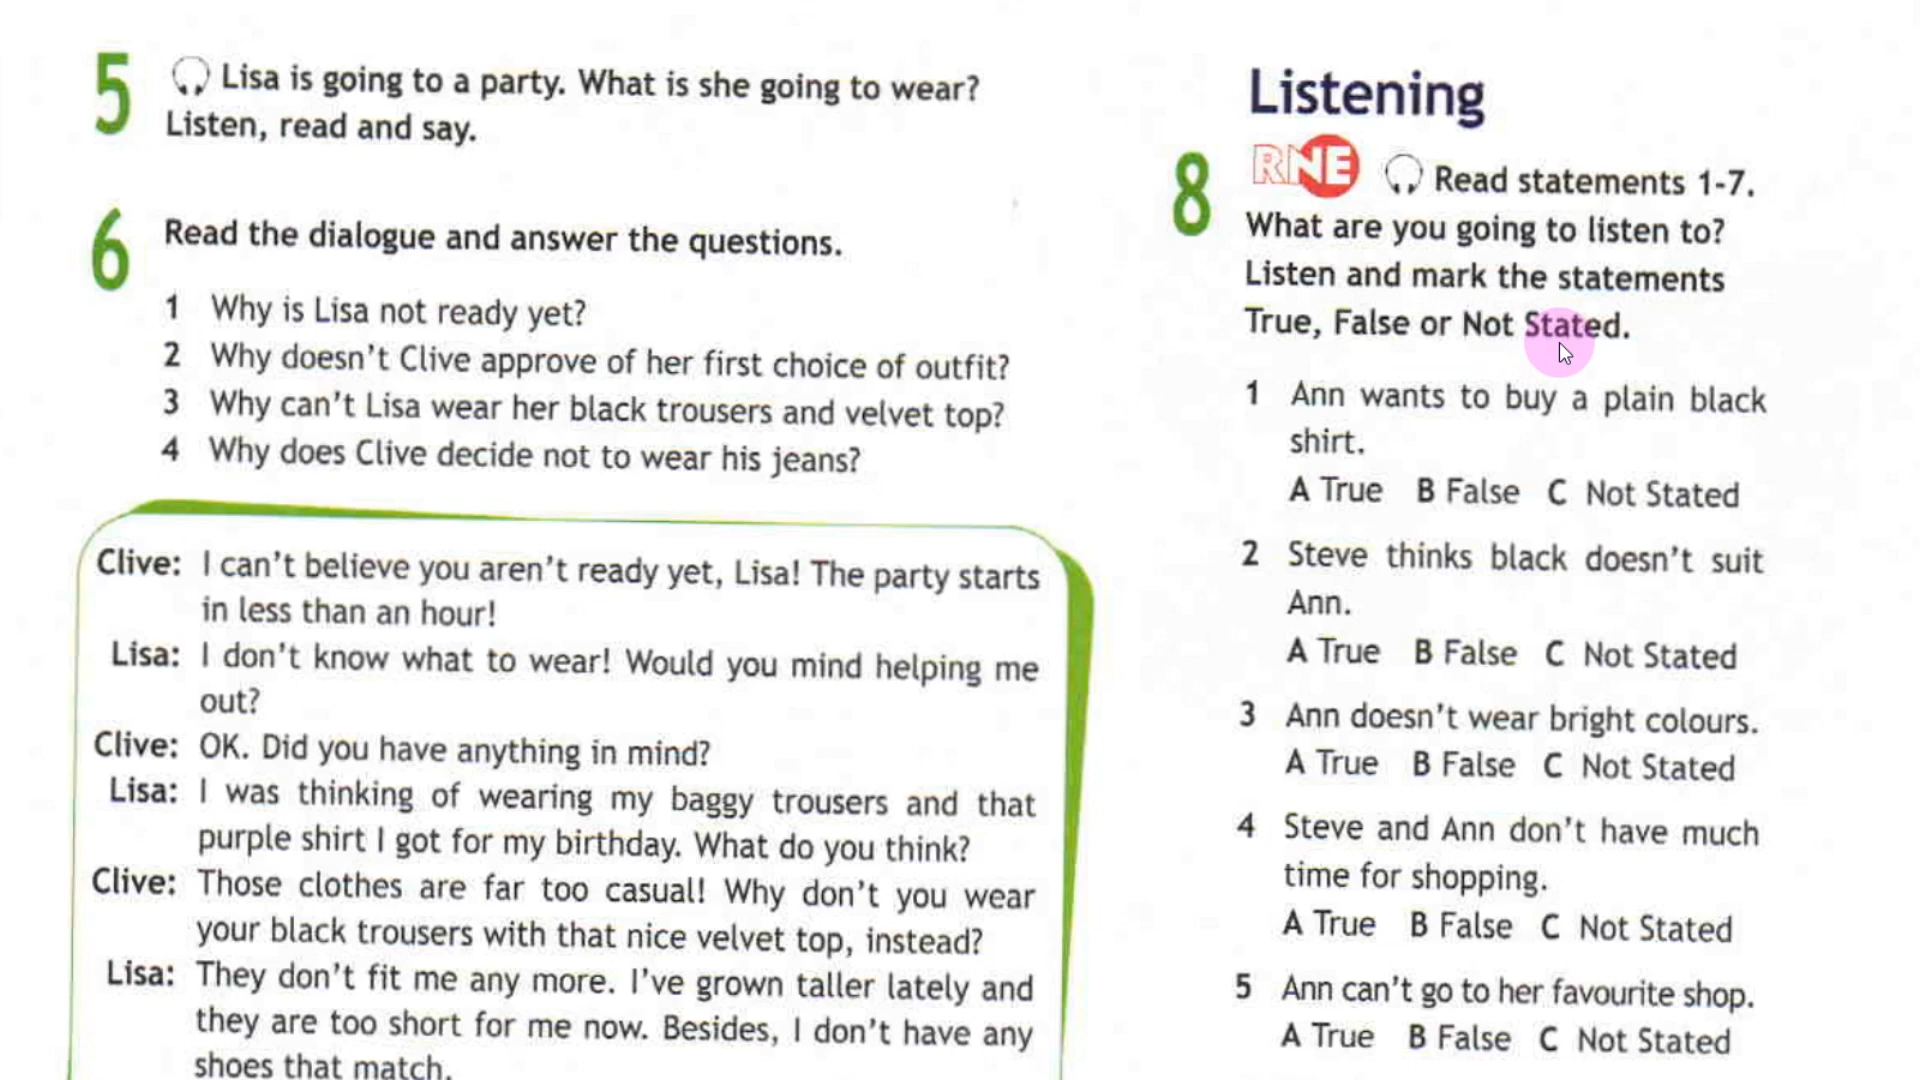 5 Lisa is going to a party. What is she going to wear?
Listen, read and say.
6 Read the dialogue and answer the questions.
1 Why is Lisa not ready yet?
2 Why doesn't Clive approve of her first choice of outfit?
3 Why can't Lisa wear her black trousers and velvet top?
4 Why does Clive decide not to wear his jeans?
Clive: I can't believe you aren't ready yet, Lisa! The party starts
in less than an hour!
Lisa: I don't know what to wear! Would you mind helping me
out?
Clive: OK. Did you have anything in mind?
Lisa: I was thinking of wearing my baggy trousers and that
purple shirt I got for my birthday. What do you think?
Clive: Those clothes are far too casual! Why don't you wear
your black trousers with that nice velvet top, instead?
Lisa: They don't fit me any more. I've grown taller lately and
they are too short for me now. Besides, I don't have any
shoes that match.
Listening
8 RNE Read statements 1-7.
What are you going to listen to?
Listen and mark the statements
True, False or Not Stated.
1 Ann wants to buy a plain black
shirt.
A True B False C Not Stated
2 Steve thinks black doesn't suit
Ann.
A True B False C Not Stated
3 Ann doesn't wear bright colours.
A True B False C Not Stated
4 Steve and Ann don't have much
time for shopping.
A True B False C Not Stated
5 Ann can't go to her favourite shop.
A True B False C Not Stated